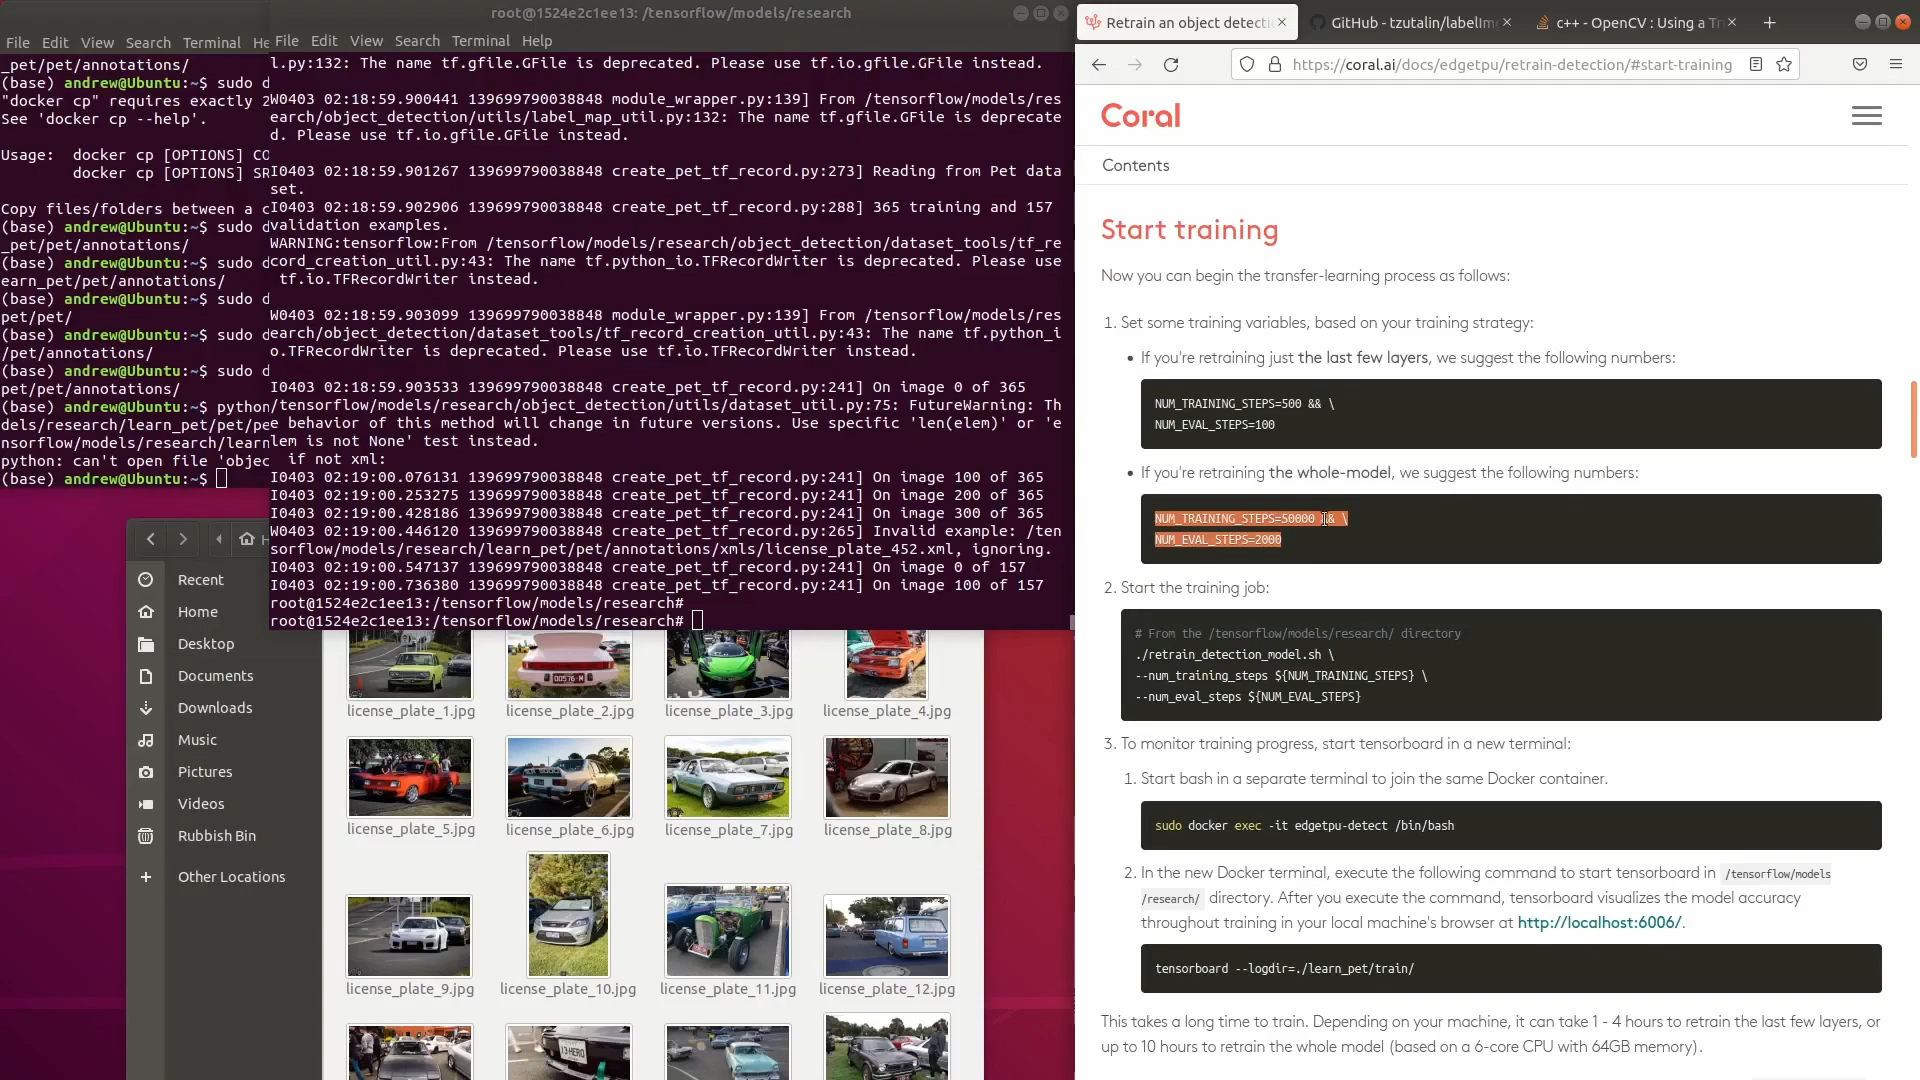 root@1524e2c1ee13: /tensorflow/models/research
File Edit View Search Terminal He
_pet/pet/annotations/
(base) andrew@Ubuntu:~$ sudo d
"docker cp" requires exactly 2
See 'docker cp --help'.
Usage:  docker cp [OPTIONS] CO
docker cp [OPTIONS] SR
Copy files/folders between a c
(base) andrew@Ubuntu:~$ sudo d
_pet/pet/annotations/
(base) andrew@Ubuntu:~$ sudo d
earn_pet/pet/annotations/
(base) andrew@Ubuntu:~$ sudo d
pet/pet/
(base) andrew@Ubuntu:~$ sudo d
/pet/annotations/
(base) andrew@Ubuntu:~$ sudo d
pet/pet/annotations/
(base) andrew@Ubuntu:~$ python
dels/research/learn_pet/pet/pe
nsorflow/models/research/learn
python: can't open file 'objec
(base) andrew@Ubuntu:~$
File Edit View Search Terminal Help
l.py:132: The name tf.gfile.GFile is deprecated. Please use tf.io.gfile.GFile instead.
W0403 02:18:59.900441 139699790038848 module_wrapper.py:139] From /tensorflow/models/res
earch/object_detection/utils/label_map_util.py:132: The name tf.gfile.GFile is deprecate
d. Please use tf.io.gfile.GFile instead.
I0403 02:18:59.901267 139699790038848 create_pet_tf_record.py:273] Reading from Pet data
set.
I0403 02:18:59.902906 139699790038848 create_pet_tf_record.py:288] 365 training and 157
validation examples.
WARNING:tensorflow:From /tensorflow/models/research/object_detection/dataset_tools/tf_re
cord_creation_util.py:43: The name tf.python_io.TFRecordWriter is deprecated. Please use
tf.io.TFRecordWriter instead.
W0403 02:18:59.903099 139699790038848 module_wrapper.py:139] From /tensorflow/models/res
earch/object_detection/dataset_tools/tf_record_creation_util.py:43: The name tf.python_i
o.TFRecordWriter is deprecated. Please use tf.io.TFRecordWriter instead.
I0403 02:18:59.903533 139699790038848 create_pet_tf_record.py:241] On image 0 of 365
/tensorflow/models/research/object_detection/utils/dataset_util.py:75: FutureWarning: Th
e behavior of this method will change in future versions. Use specific 'len(elem)' or 'e
lem is not None' test instead.
if not xml:
I0403 02:19:00.076131 139699790038848 create_pet_tf_record.py:241] On image 100 of 365
I0403 02:19:00.253275 139699790038848 create_pet_tf_record.py:241] On image 200 of 365
I0403 02:19:00.428186 139699790038848 create_pet_tf_record.py:241] On image 300 of 365
W0403 02:19:00.446120 139699790038848 create_pet_tf_record.py:265] Invalid example: /ten
sorflow/models/research/learn_pet/pet/annotations/xmls/license_plate_452.xml, ignoring.
I0403 02:19:00.547137 139699790038848 create_pet_tf_record.py:241] On image 0 of 157
I0403 02:19:00.736380 139699790038848 create_pet_tf_record.py:241] On image 100 of 157
root@1524e2c1ee13:/tensorflow/models/research#
root@1524e2c1ee13:/tensorflow/models/research#
H
Recent
Home
Desktop
Documents
Downloads
Music
Pictures
Videos
Rubbish Bin
Other Locations
00576·M
license_plate_1.jpg license_plate_2.jpg license_plate_3.jpg license_plate_4.jpg
license_plate_5.jpg license_plate_6.jpg license_plate_7.jpg license_plate_8.jpg
license_plate_9.jpg license_plate_10.jpg license_plate_11.jpg license_plate_12.jpg
13-HERO
Retrain an object detecti
GitHub - tzutalin/labelIm
c++ - OpenCV : Using a Tr
https://coral.ai/docs/edgetpu/retrain-detection/#start-training
Coral
Contents
Start training
Now you can begin the transfer-learning process as follows:
1. Set some training variables, based on your training strategy:
• If you're retraining just the last few layers, we suggest the following numbers:
NUM_TRAINING_STEPS=500 && \
NUM_EVAL_STEPS=100
• If you're retraining the whole-model, we suggest the following numbers:
NUM_TRAINING_STEPS=50000 && \
NUM_EVAL_STEPS=2000
2. Start the training job:
# From the /tensorflow/models/research/ directory
./retrain_detection_model.sh \
--num_training_steps ${NUM_TRAINING_STEPS} \
--num_eval_steps ${NUM_EVAL_STEPS}
3. To monitor training progress, start tensorboard in a new terminal:
1. Start bash in a separate terminal to join the same Docker container.
sudo docker exec -it edgetpu-detect /bin/bash
2. In the new Docker terminal, execute the following command to start tensorboard in /tensorflow/models
/research/ directory. After you execute the command, tensorboard visualizes the model accuracy
throughout training in your local machine's browser at http://localhost:6006/.
tensorboard --logdir=./learn_pet/train/
This takes a long time to train. Depending on your machine, it can take 1 - 4 hours to retrain the last few layers, or
up to 10 hours to retrain the whole model (based on a 6-core CPU with 64GB memory).